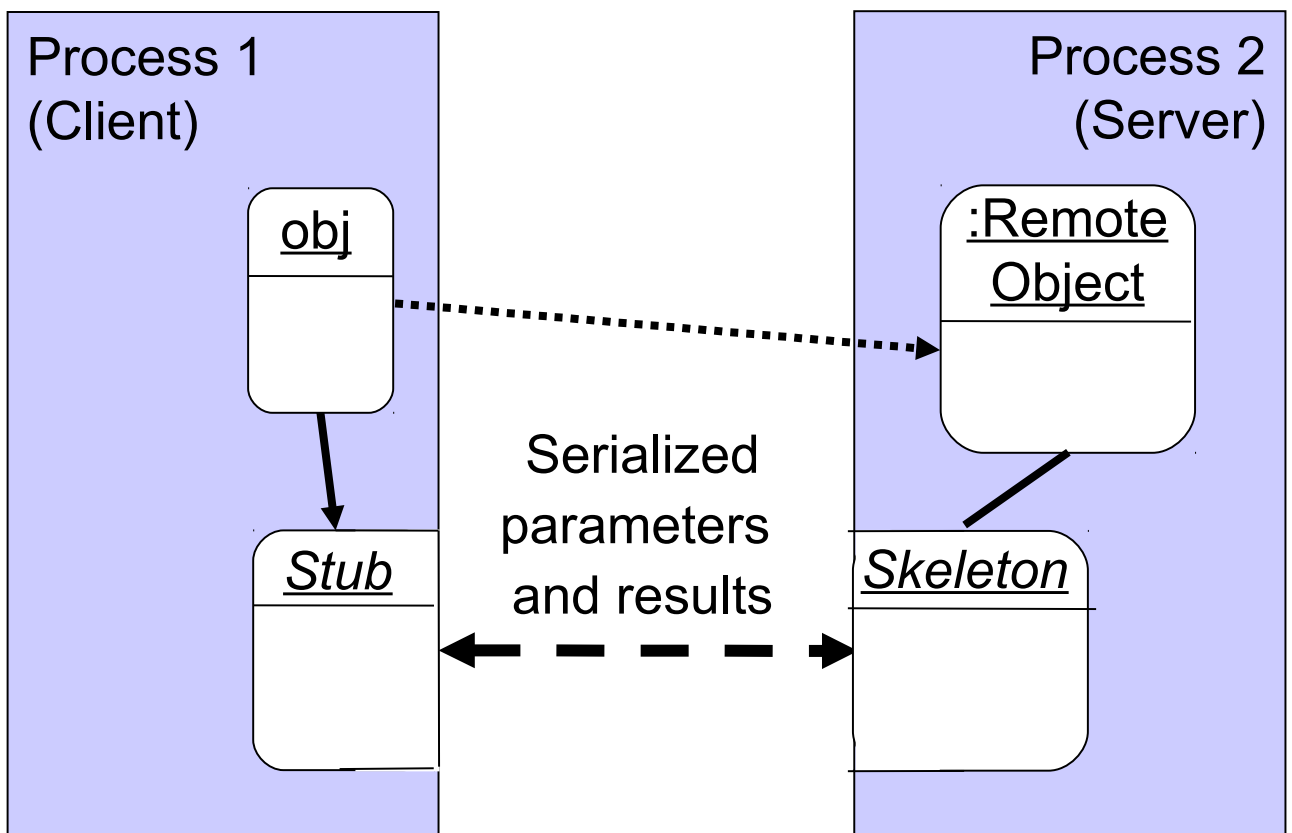 Process 1
(Client)
Process 2
(Server)
obj
:Remote
Object
Serialized
parameters
and results
Stub
Skeleton